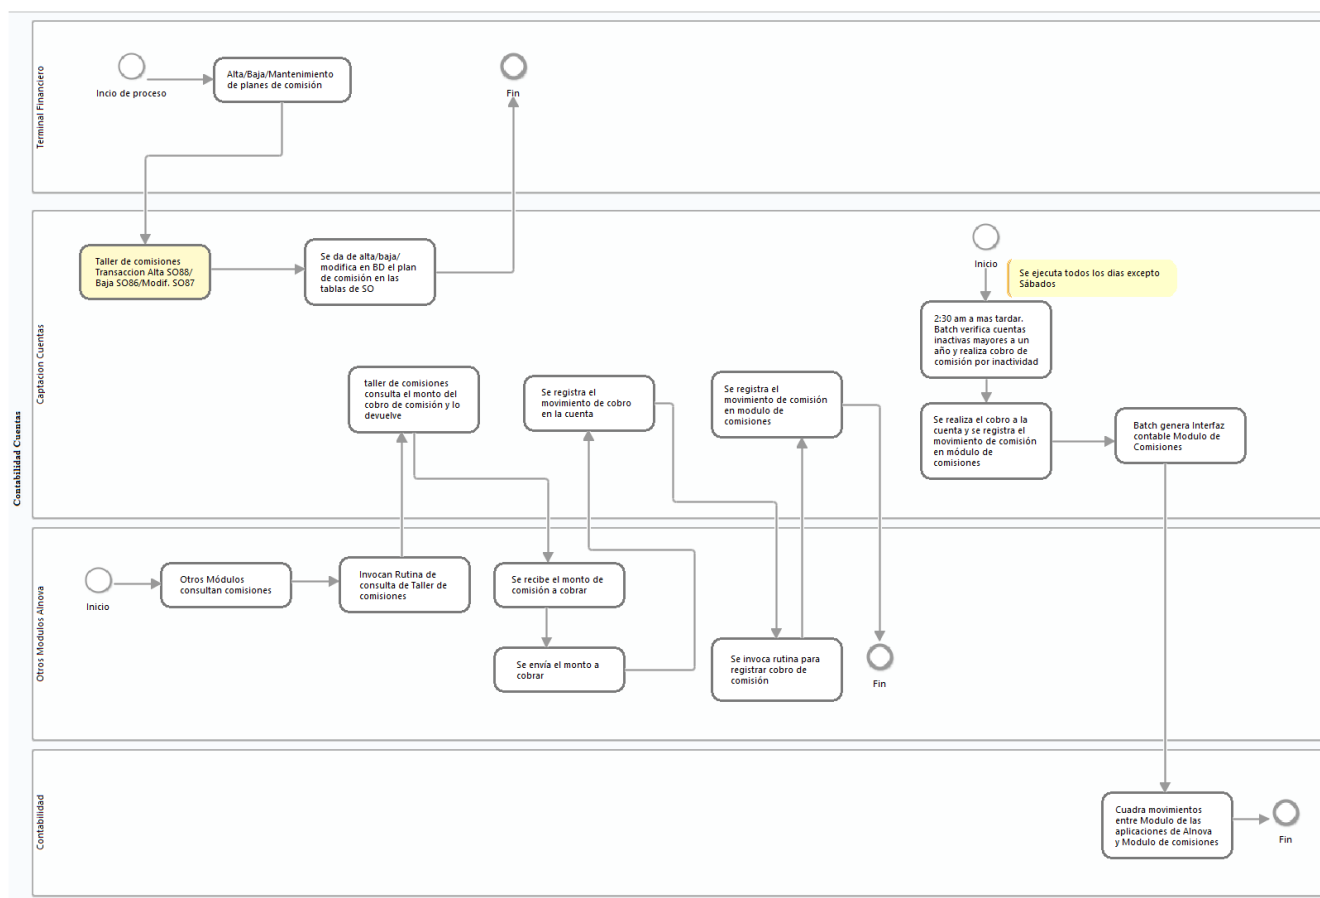 Contabilidad Cuentas
Terminal Financiero
Incio de proceso
Alta/Baja/Mantenimiento
de planes de comisión
Fin
Captacion Cuentas
Taller de comisiones
Transaccion Alta SO88/
Baja SO86/Modif. SO87
Se da de alta/baja/
modifica en BD el plan
de comisión en las
tablas de SO
taller de comisiones
consulta el monto del
cobro de comisión y lo
devuelve
Se registra el
movimiento de cobro
en la cuenta
Se registra el
movimiento de comisión
en modulo de
comisiones
Inicio
Se ejecuta todos los dias excepto
Sábados
2:30 am a mas tardar.
Batch verifica cuentas
inactivas mayores a un
año y realiza cobro de
comisión por inactividad
Se realiza el cobro a la
cuenta y se registra el
movimiento de comisión
en módulo de
comisiones
Batch genera Interfaz
contable Modulo de
Comisiones
Otros Modulos Alnova
Inicio
Otros Módulos
consultan comisiones
Invocan Rutina de
consulta de Taller de
comisiones
Se recibe el monto de
comisión a cobrar
Se envía el monto a
cobrar
Se invoca rutina para
registrar cobro de
comisión
Fin
Contabilidad
Cuadra movimientos
entre Modulo de las
aplicaciones de Alnova
y Modulo de comisiones
Fin